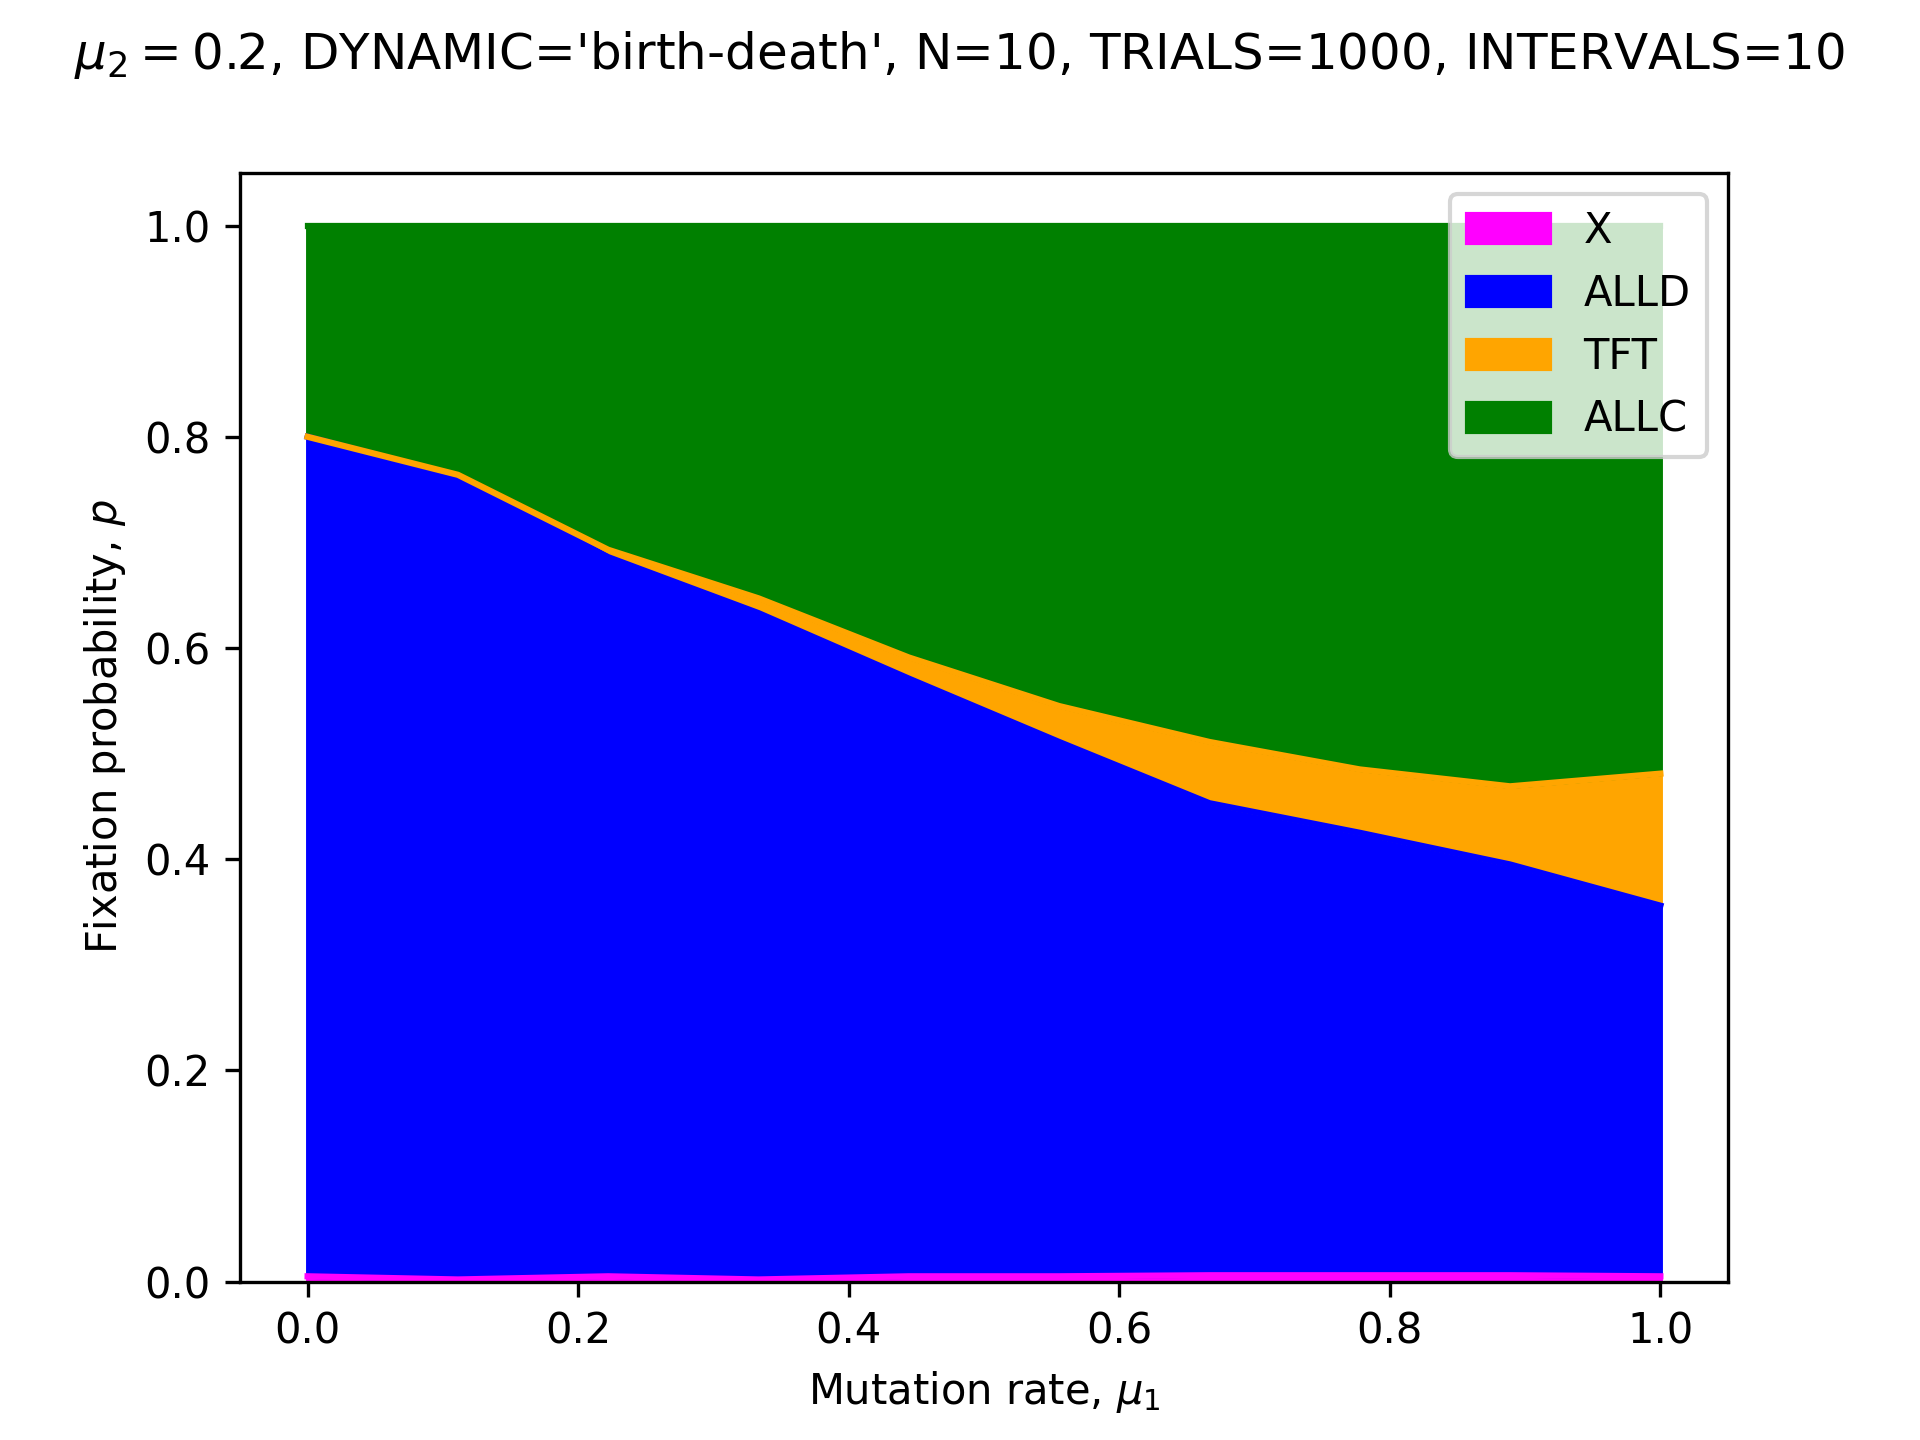 μ₂ = 0.2, DYNAMIC='birth-death', N=10, TRIALS=1000, INTERVALS=10
X
ALLD
TFT
ALLC
Fixation probability, p
1.0
0.8
0.6
0.4
0.2
0.0
0.0 0.2 0.4 0.6 0.8 1.0
Mutation rate, μ₁